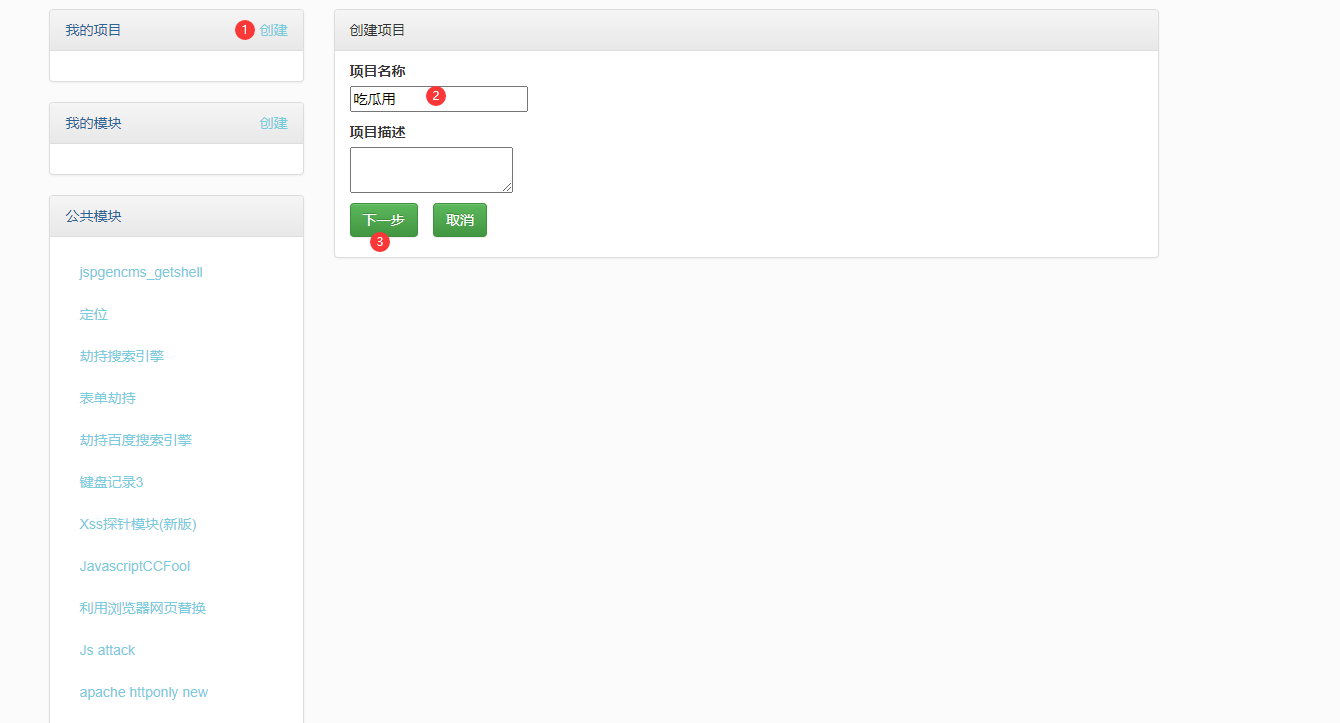 我的项目 1 创建
我的模块 创建
公共模块
jspgencms_getshell
定位
劫持搜索引擎
表单劫持
劫持百度搜索引擎
键盘记录3
Xss探针模块(新版)
JavascriptCCFool
利用浏览器网页替换
Js attack
apache httponly new
创建项目
项目名称
吃瓜用 2
项目描述
下一步 取消
3